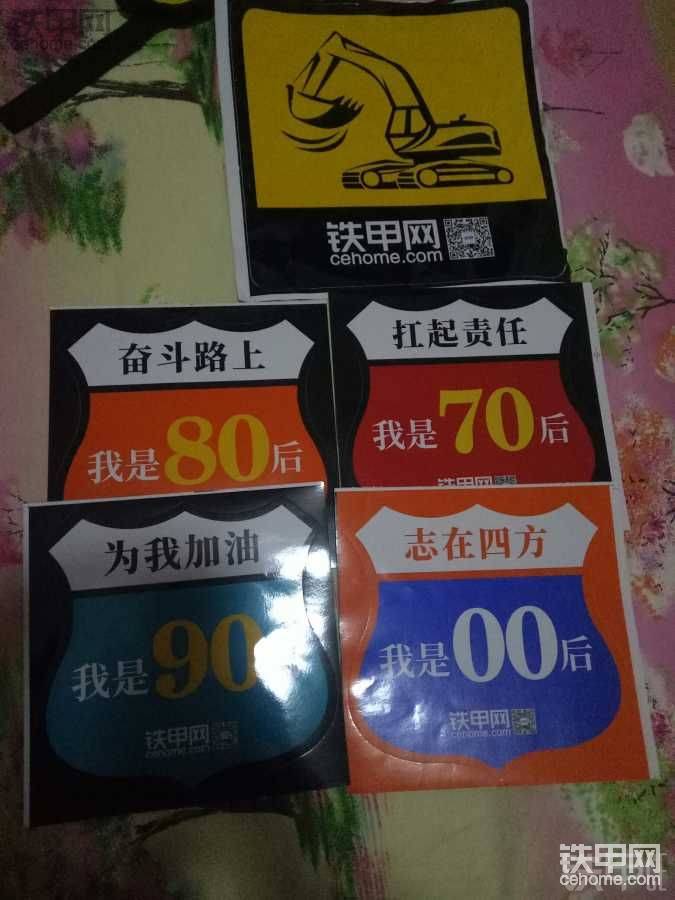 铁甲网
cehome.com
奋斗路上
我是80后
扛起责任
我是70后
铁甲网
为我加油
我是90
铁甲网
cehome.com
志在四方
我是00后
铁甲网
cehome.com
铁甲网
cehome.com